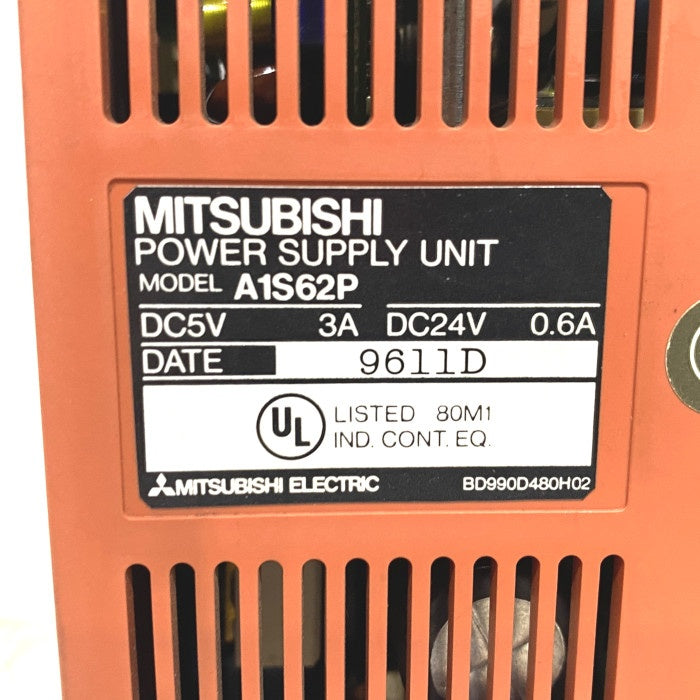 MITSUBISHI
POWER SUPPLY UNIT
MODEL A1S62P
DC5V 3A DC24V 0.6A
DATE 9611D
UL LISTED 80M1
IND. CONT. EQ.
MITSUBISHI ELECTRIC BD990D480H02